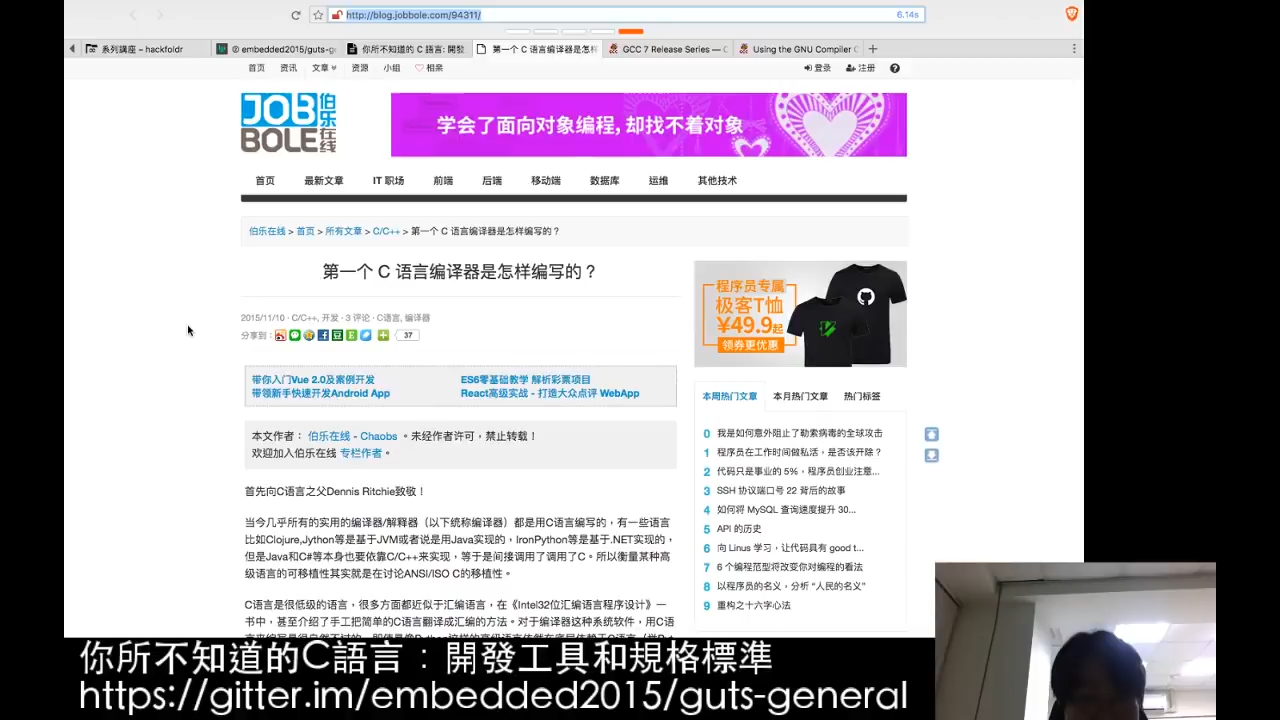 http://blog.jobbole.com/94311/
6.14s
系列講座 – hackfoldr
@ embedded2015/guts-g
你所不知道的 C 語言: 開發
第一个 C 语言编译器是怎样
GCC 7 Release Series — 
Using the GNU Compiler
首页 资讯 文章 资源 小组 相亲
登录 注册
JOB 伯乐在线
BOLE
学会了面向对象编程, 却找不着对象
首页 最新文章 IT 职场 前端 后端 移动端 数据库 运维 其他技术
伯乐在线 > 首页 > 所有文章 > C/C++ > 第一个 C 语言编译器是怎样编写的？
第一个 C 语言编译器是怎样编写的？
2015/11/10 · C/C++, 开发 · 3 评论 · C语言, 编译器
分享到：
37
带你入门Vue 2.0及案例开发
ES6零基础教学 解析彩票项目
带领新手快速开发Android App
React高级实战 - 打造大众点评 WebApp
本文作者： 伯乐在线 - Chaobs 。未经作者许可，禁止转载！
欢迎加入伯乐在线 专栏作者。
首先向C语言之父Dennis Ritchie致敬！
当今几乎所有的实用的编译器/解释器（以下统称编译器）都是用C语言编写的，有一些语言
比如Clojure,Jython等是基于JVM或者说是用Java实现的，IronPython等是基于.NET实现的，
但是Java和C#等本身也要依靠C/C++来实现，等于是间接调用了调用了C。所以衡量某种高
级语言的可移植性其实就是在讨论ANSI/ISO C的移植性。
C语言是很低级的语言，很多方面都近似于汇编语言，在《Intel32位汇编语言程序设计》一
书中，甚至介绍了手工把简单的C语言翻译成汇编的方法。对于编译器这种系统软件，用C语
程序员专属
极客T恤
¥49.9起
领券更优惠
本周热门文章 本月热门文章 热门标签
0 我是如何意外阻止了勒索病毒的全球攻击
1 程序员在工作时间做私活，是否该开除？
2 代码只是事业的 5%，程序员创业注意...
3 SSH 协议端口号 22 背后的故事
4 如何将 MySQL 查询速度提升 30...
5 API 的历史
6 向 Linus 学习，让代码具有 good t...
7 6 个编程范型将改变你对编程的看法
8 以程序员的名义，分析 “人民的名义”
9 重构之十六字心法
你所不知道的C語言：開發工具和規格標準
https://gitter.im/embedded2015/guts-general